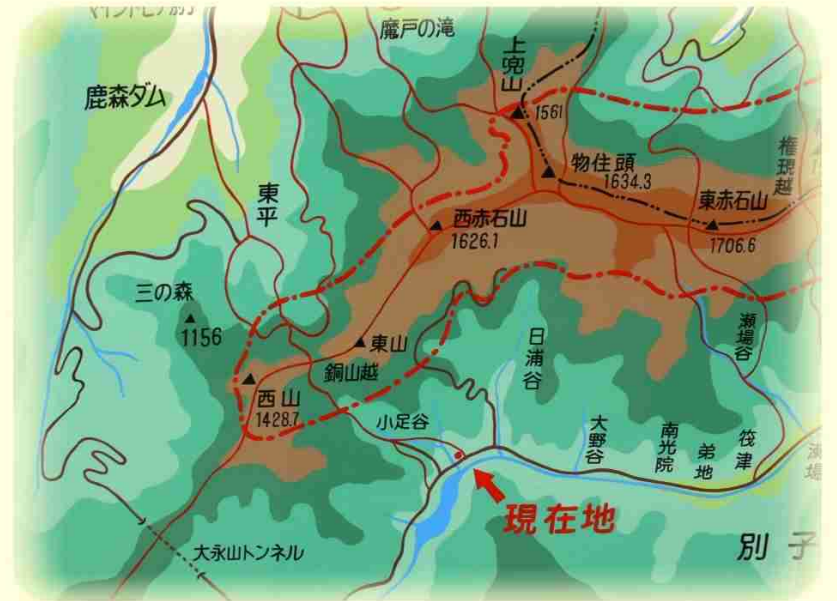 魔戸の滝
上兜山
1561
鹿森ダム
権現越
物住頭
1634.3
東平
東赤石山
1706.6
西赤石山
1626.1
三の森
1156
瀬場谷
東山
日浦谷
銅山越
西山
1428.7
小足谷
大野谷
南光院
弟地
筏津
瀬場
現在地
別子
大永山トンネル